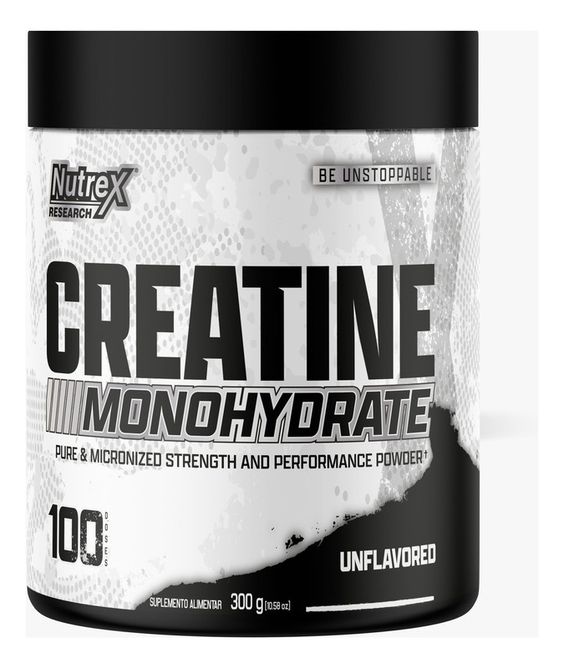 Nutrex
RESEARCH
BE UNSTOPPABLE
CREATINE
MONOHYDRATE
PURE & MICRONIZED STRENGTH AND PERFORMANCE POWDER†
100 DOSES
UNFLAVORED
SUPLEMENTO ALIMENTAR 300 g (10.58 oz)